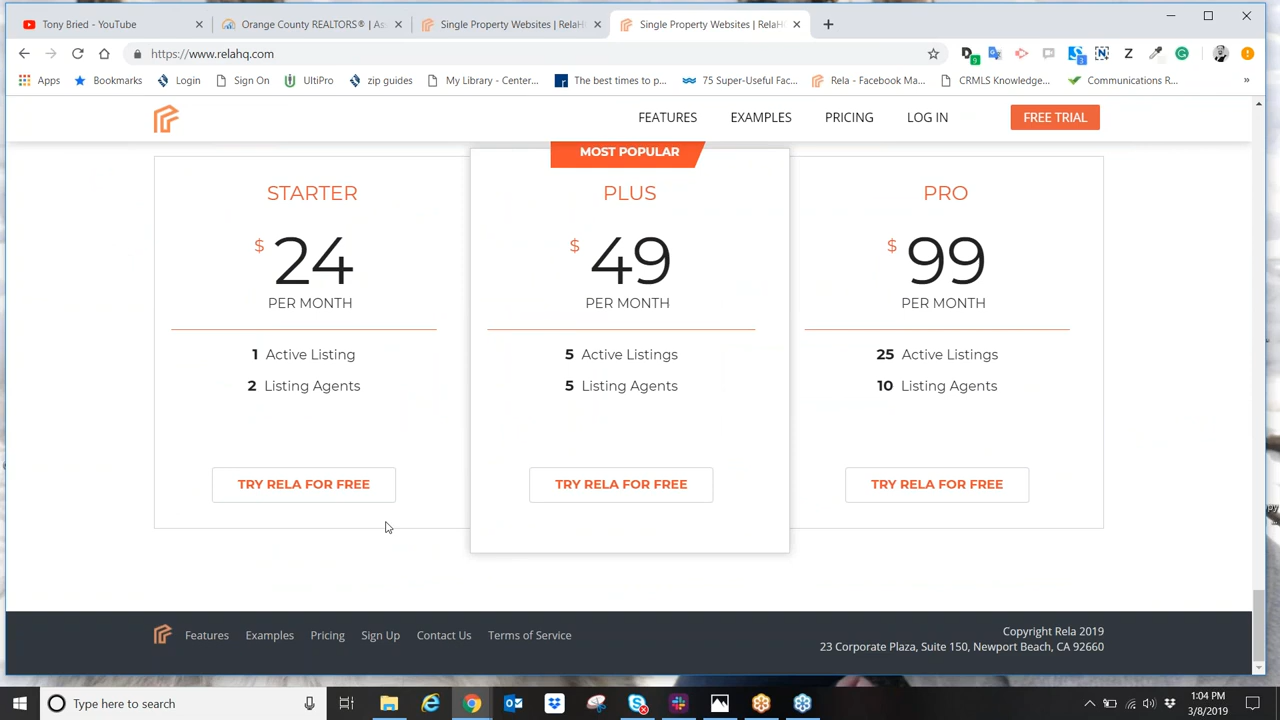 Tony Bried - YouTube
Orange County REALTORS® | As
Single Property Websites | RelaH
Single Property Websites | RelaH
https://www.relahq.com
Apps
Bookmarks
Login
Sign On
UltiPro
zip guides
My Library - Center...
The best times to p...
75 Super-Useful Fac...
Rela - Facebook Ma...
CRMLS Knowledge...
Communications R...
FEATURES
EXAMPLES
PRICING
LOG IN
FREE TRIAL
MOST POPULAR
STARTER
$ 24
PER MONTH
1 Active Listing
2 Listing Agents
TRY RELA FOR FREE
PLUS
$ 49
PER MONTH
5 Active Listings
5 Listing Agents
TRY RELA FOR FREE
PRO
$ 99
PER MONTH
25 Active Listings
10 Listing Agents
TRY RELA FOR FREE
Features
Examples
Pricing
Sign Up
Contact Us
Terms of Service
Copyright Rela 2019
23 Corporate Plaza, Suite 150, Newport Beach, CA 92660
Type here to search
1:04 PM
3/8/2019